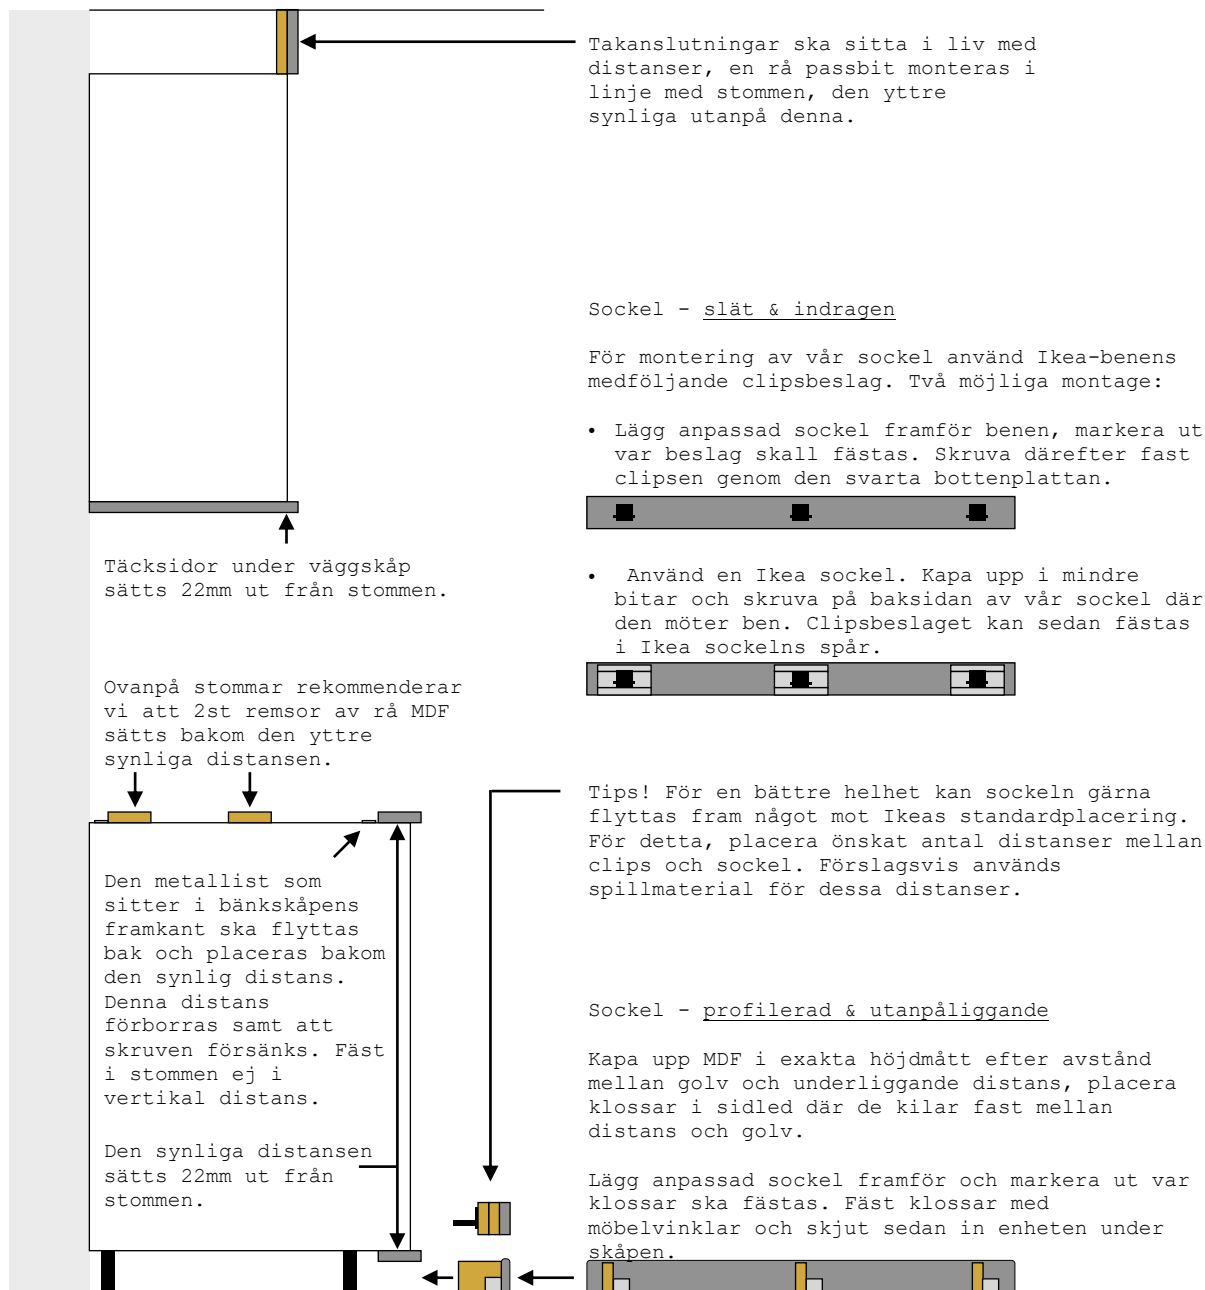 Takanslutningar ska sitta i liv med
distanser, en rå passbit monteras i
linje med stommen, den yttre
synliga utanpå denna.
Sockel - slät & indragen
För montering av vår sockel använd Ikea-benens
medföljande clipsbeslag. Två möjliga montage:
• Lägg anpassad sockel framför benen, markera ut
var beslag skall fästas. Skruva därefter fast
clipsen genom den svarta bottenplattan.
Täcksidor under väggskåp
sätts 22mm ut från stommen.
• Använd en Ikea sockel. Kapa upp i mindre
bitar och skruva på baksidan av vår sockel där
den möter ben. Clipsbeslaget kan sedan fästas
i Ikea sockelns spår.
Ovanpå stommar rekommenderar
vi att 2st remsor av rå MDF
sätts bakom den yttre
synliga distansen.
Tips! För en bättre helhet kan sockeln gärna
flyttas fram något mot Ikeas standardplacering.
För detta, placera önskat antal distanser mellan
clips och sockel. Förslagsvis används
spillmaterial för dessa distanser.
Den metallist som
sitter i bänkskåpens
framkant ska flyttas
bak och placeras bakom
den synlig distans.
Denna distans
förborras samt att
skruven försänks. Fäst
i stommen ej i
vertikal distans.
Den synliga distansen
sätts 22mm ut från
stommen.
Sockel - profilerad & utanpåliggande
Kapa upp MDF i exakta höjdmått efter avstånd
mellan golv och underliggande distans, placera
klossar i sidled där de kilar fast mellan
distans och golv.
Lägg anpassad sockel framför och markera ut var
klossar ska fästas. Fäst klossar med
möbelvinklar och skjut sedan in enheten under
skåpen.